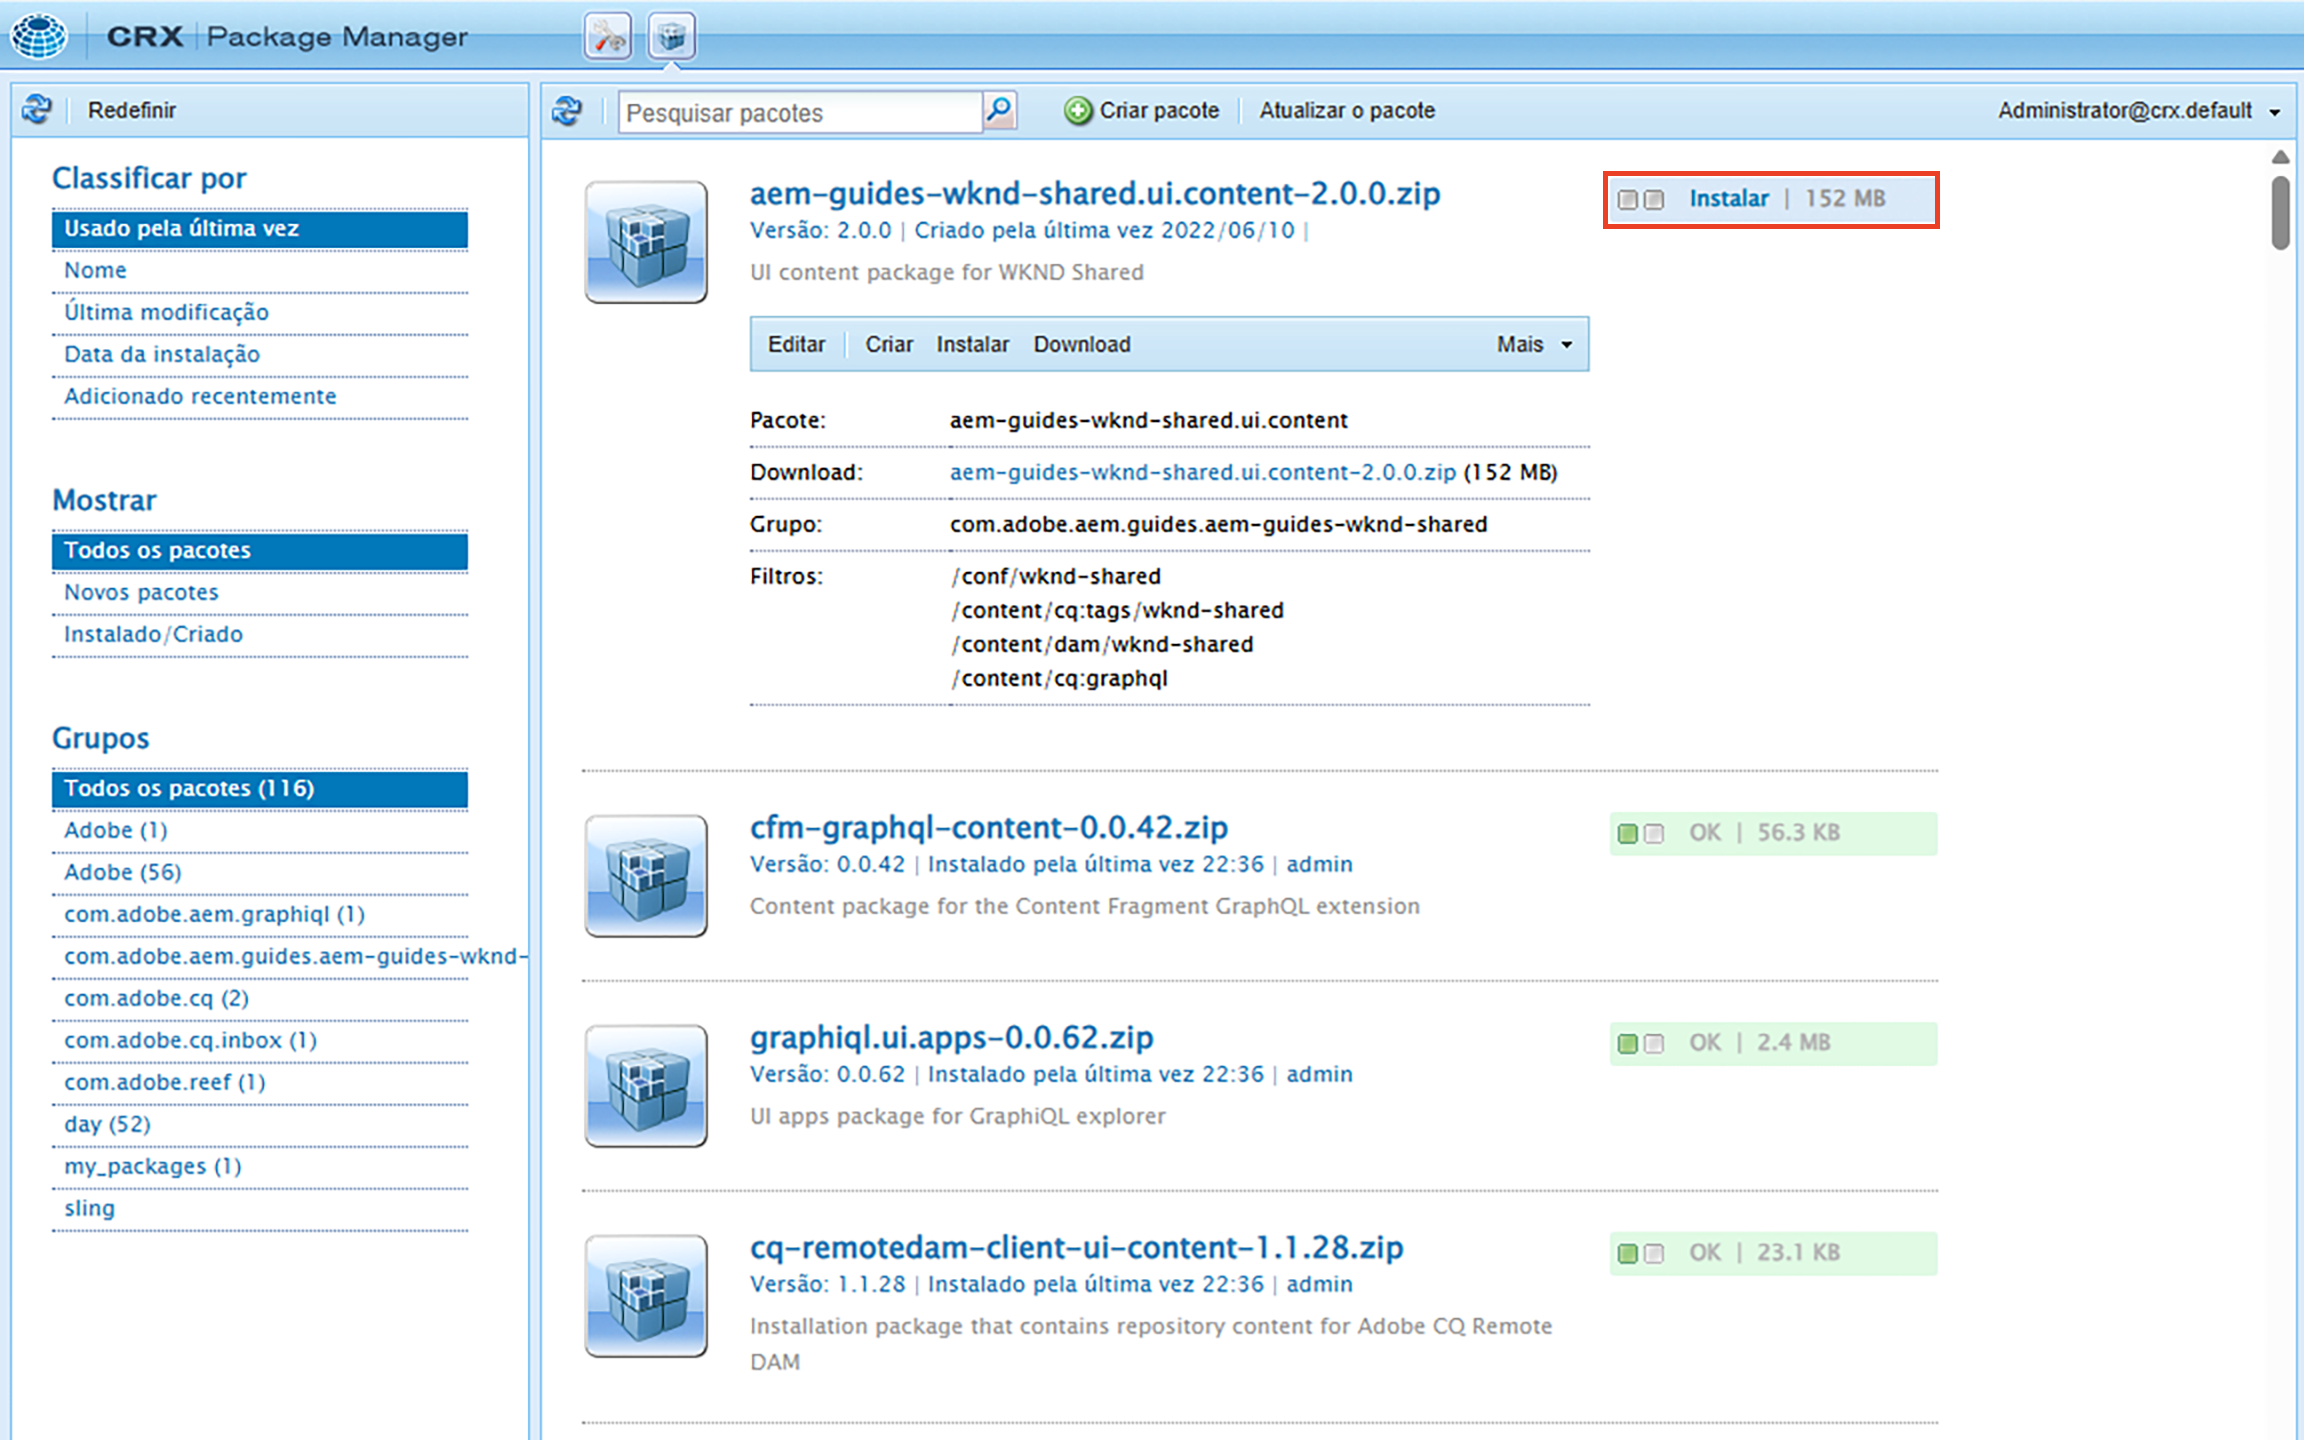 CRX | Package Manager
Redefinir
Classificar por
Usado pela última vez
Nome
Última modificação
Data da instalação
Adicionado recentemente
Mostrar
Todos os pacotes
Novos pacotes
Instalado/Criado
Grupos
Todos os pacotes (116)
Adobe (1)
Adobe (56)
com.adobe.aem.graphiql (1)
com.adobe.aem.guides.aem-guides-wknd-
com.adobe.cq (2)
com.adobe.cq.inbox (1)
com.adobe.reef (1)
day (52)
my_packages (1)
sling
Pesquisar pacotes
Criar pacote
Atualizar o pacote
Administrator@crx.default
aem-guides-wknd-shared.ui.content-2.0.0.zip
Versão: 2.0.0 | Criado pela última vez 2022/06/10 |
UI content package for WKND Shared
Instalar | 152 MB
Editar | Criar Instalar Download Mais
Pacote: aem-guides-wknd-shared.ui.content
Download: aem-guides-wknd-shared.ui.content-2.0.0.zip (152 MB)
Grupo: com.adobe.aem.guides.aem-guides-wknd-shared
Filtros: /conf/wknd-shared
/content/cq:tags/wknd-shared
/content/dam/wknd-shared
/content/cq:graphql
cfm-graphql-content-0.0.42.zip
Versão: 0.0.42 | Instalado pela última vez 22:36 | admin
Content package for the Content Fragment GraphQL extension
OK | 56.3 KB
graphiql.ui.apps-0.0.62.zip
Versão: 0.0.62 | Instalado pela última vez 22:36 | admin
UI apps package for GraphiQL explorer
OK | 2.4 MB
cq-remotedam-client-ui-content-1.1.28.zip
Versão: 1.1.28 | Instalado pela última vez 22:36 | admin
Installation package that contains repository content for Adobe CQ Remote
DAM
OK | 23.1 KB